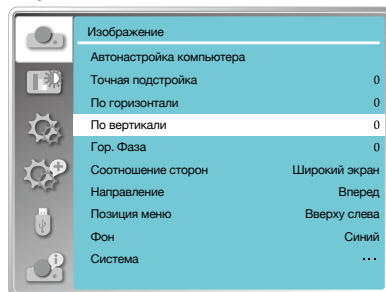 Изображение
Автонастройка компьютера
Точная подстройка 0
По горизонтали 0
По вертикали 0
Гор. Фаза 0
Соотношение сторон Широкий экран
Направление Вперед
Позиция меню Вверху слева
Фон Синий
Система ...